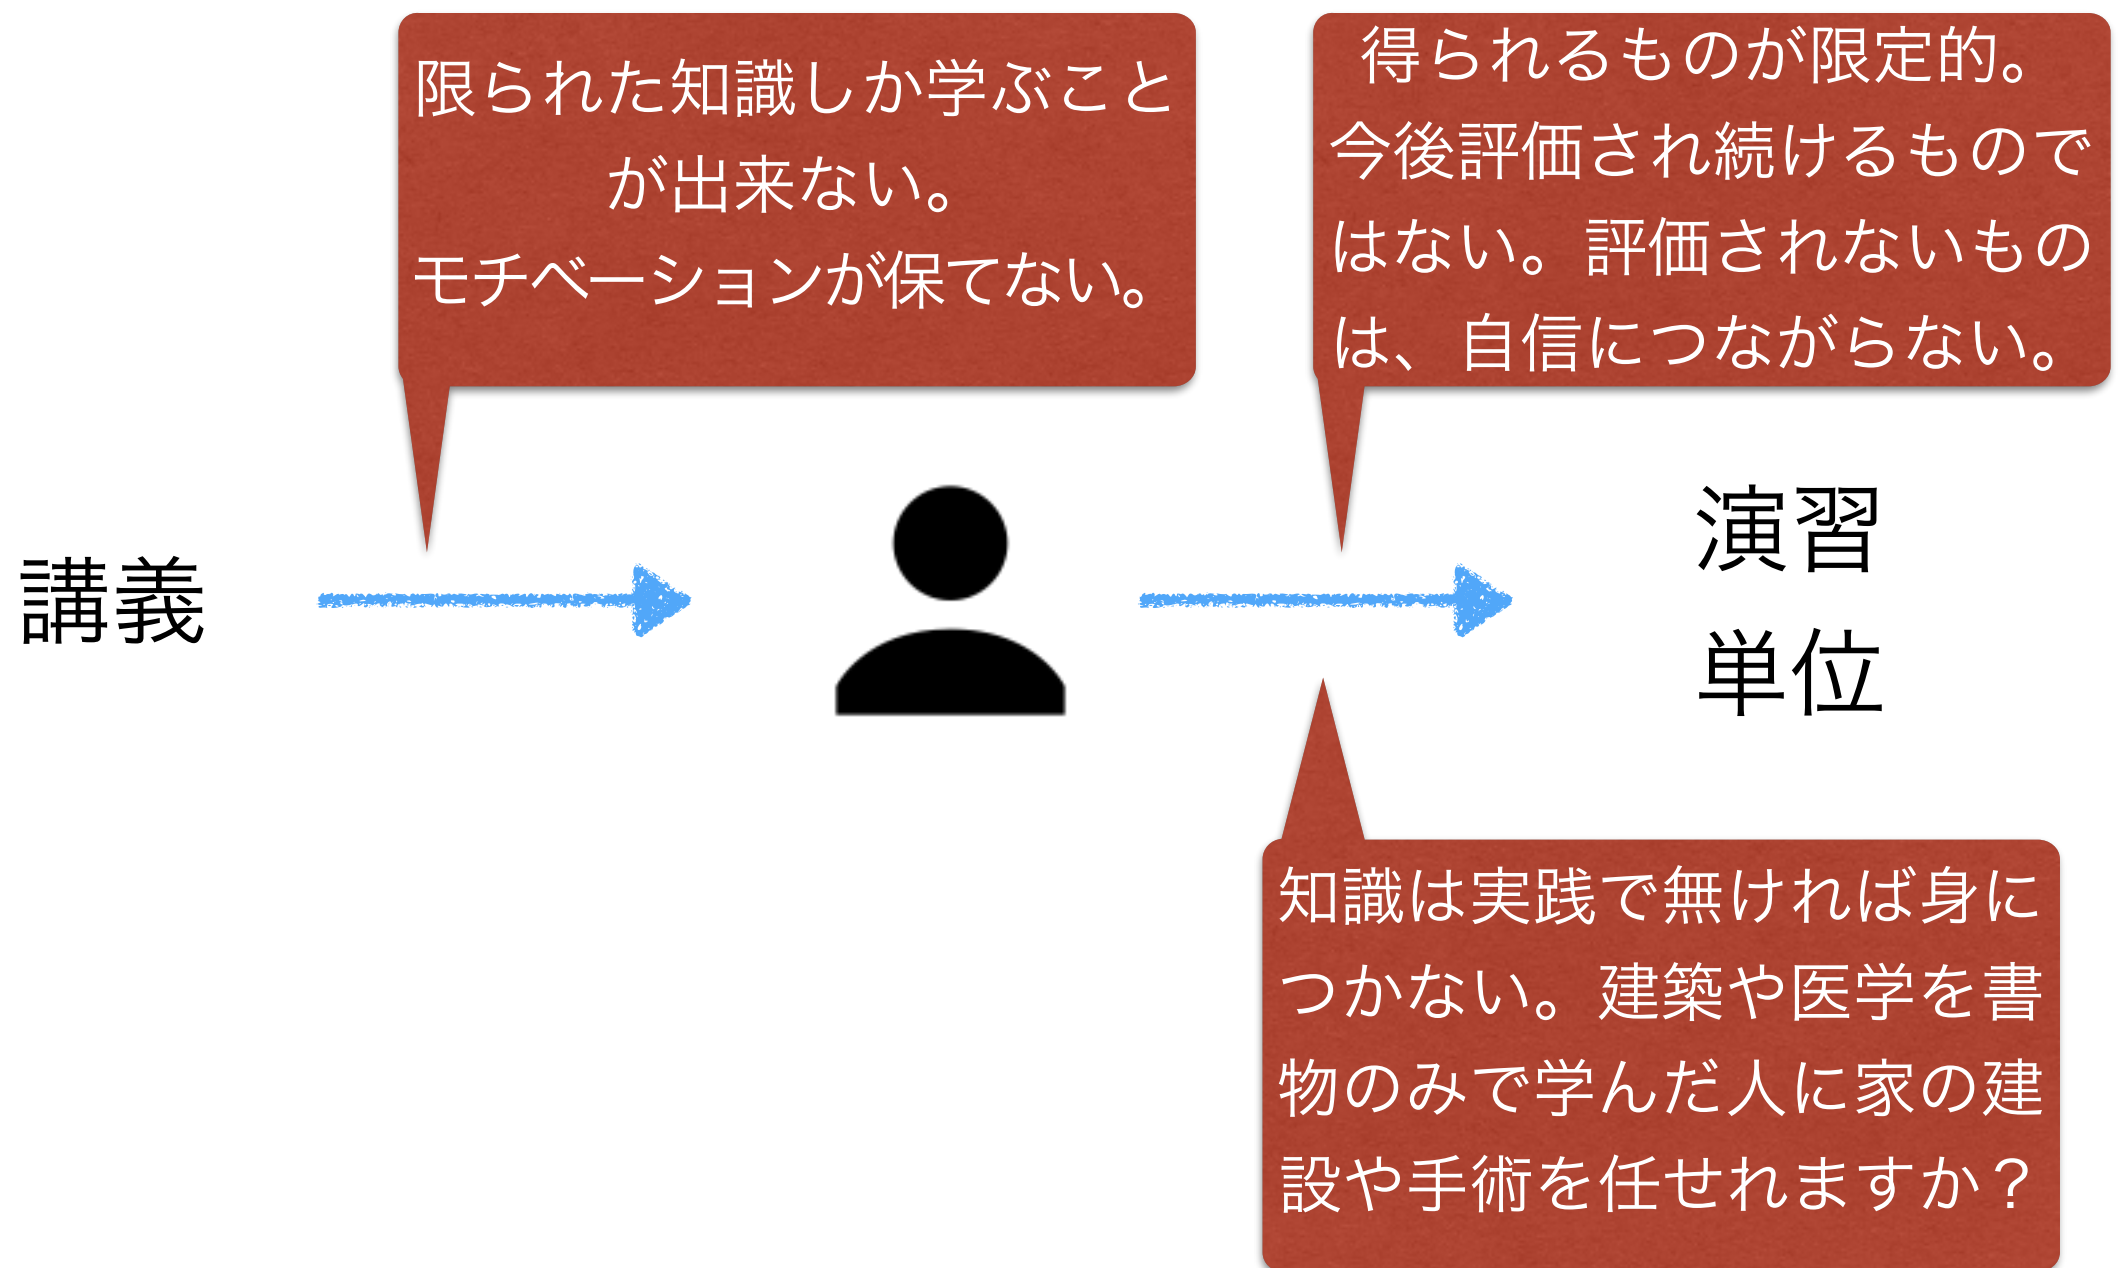 限られた知識しか学ぶこと
が出来ない。
モチベーションが保てない。
得られるものが限定的。
今後評価され続けるもので
はない。評価されないもの
は、自信につながらない。
講義
演習
単位
知識は実践で無ければ身に
つかない。建築や医学を書
物のみで学んだ人に家の建
設や手術を任せれますか？